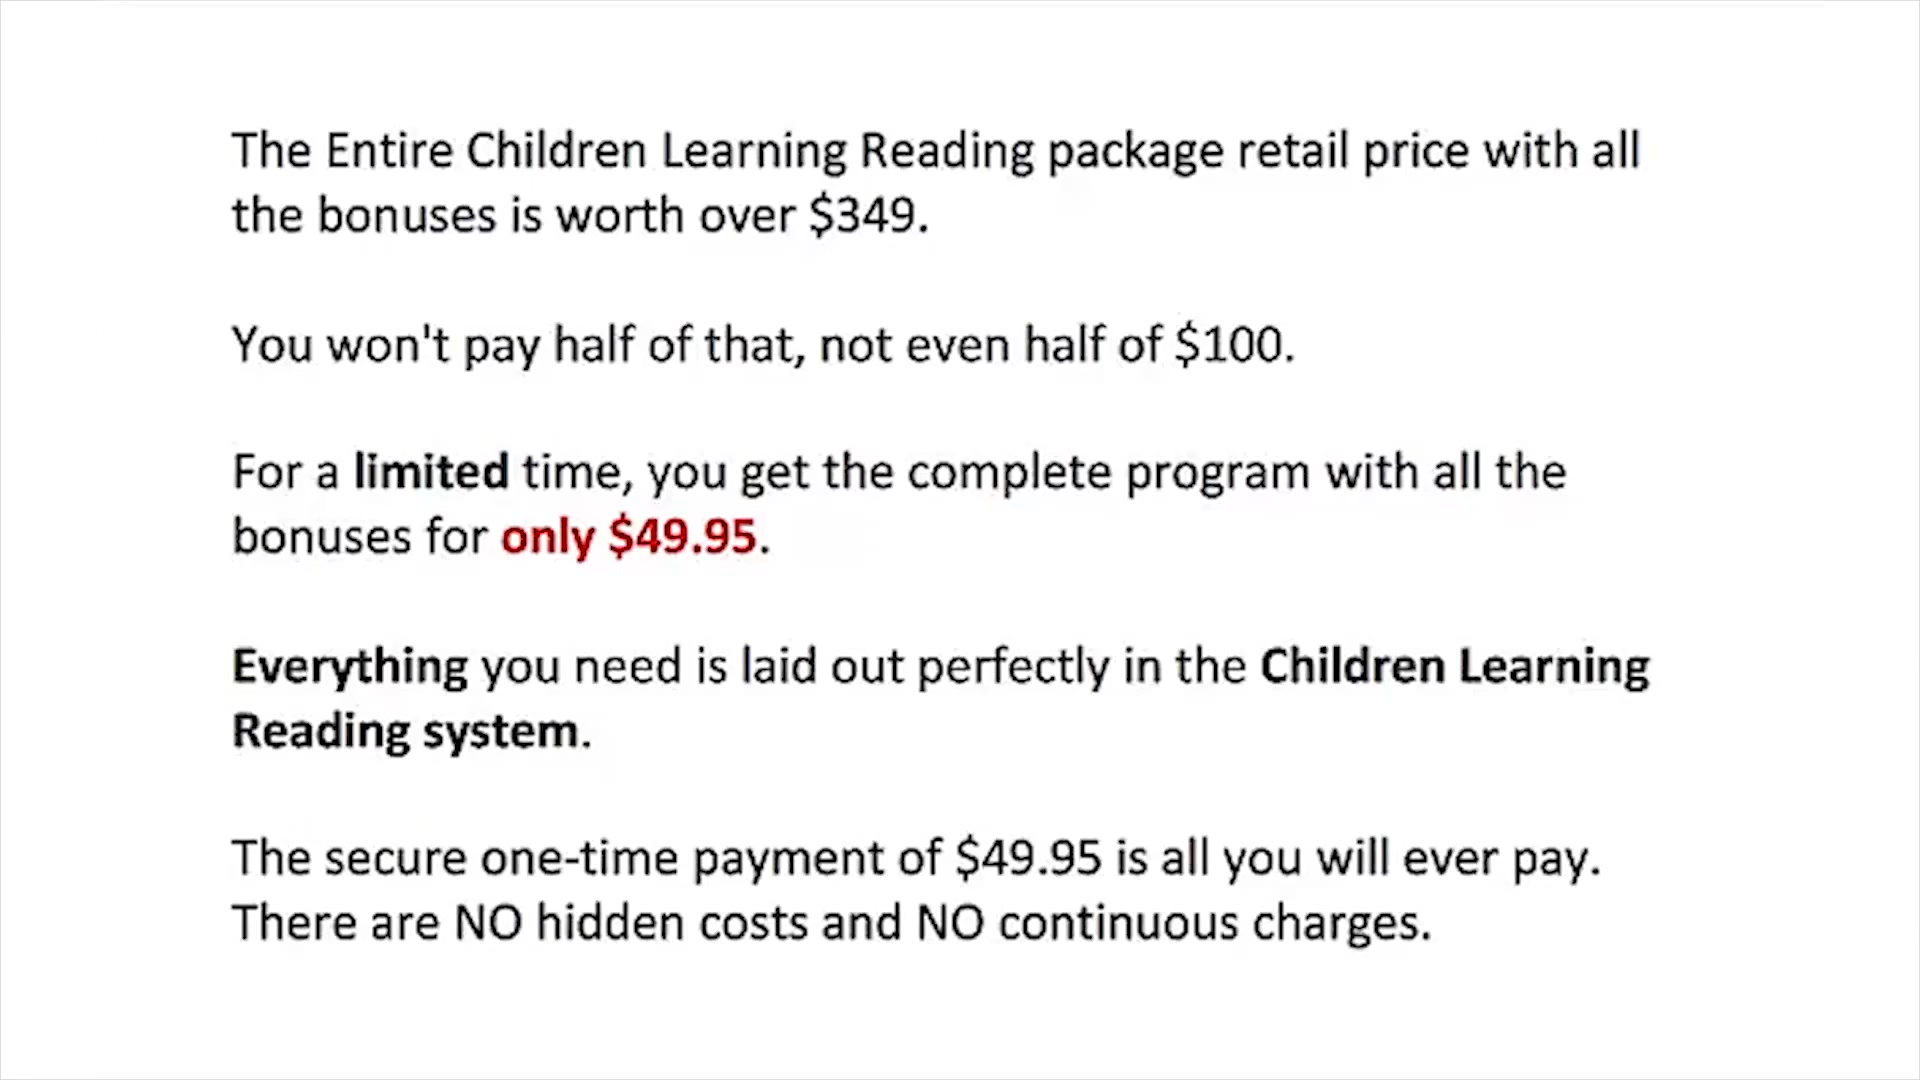 The Entire Children Learning Reading package retail price with all
the bonuses is worth over $349.
You won't pay half of that, not even half of $100.
For a limited time, you get the complete program with all the
bonuses for only $49.95.
Everything you need is laid out perfectly in the Children Learning
Reading system.
The secure one-time payment of $49.95 is all you will ever pay.
There are NO hidden costs and NO continuous charges.